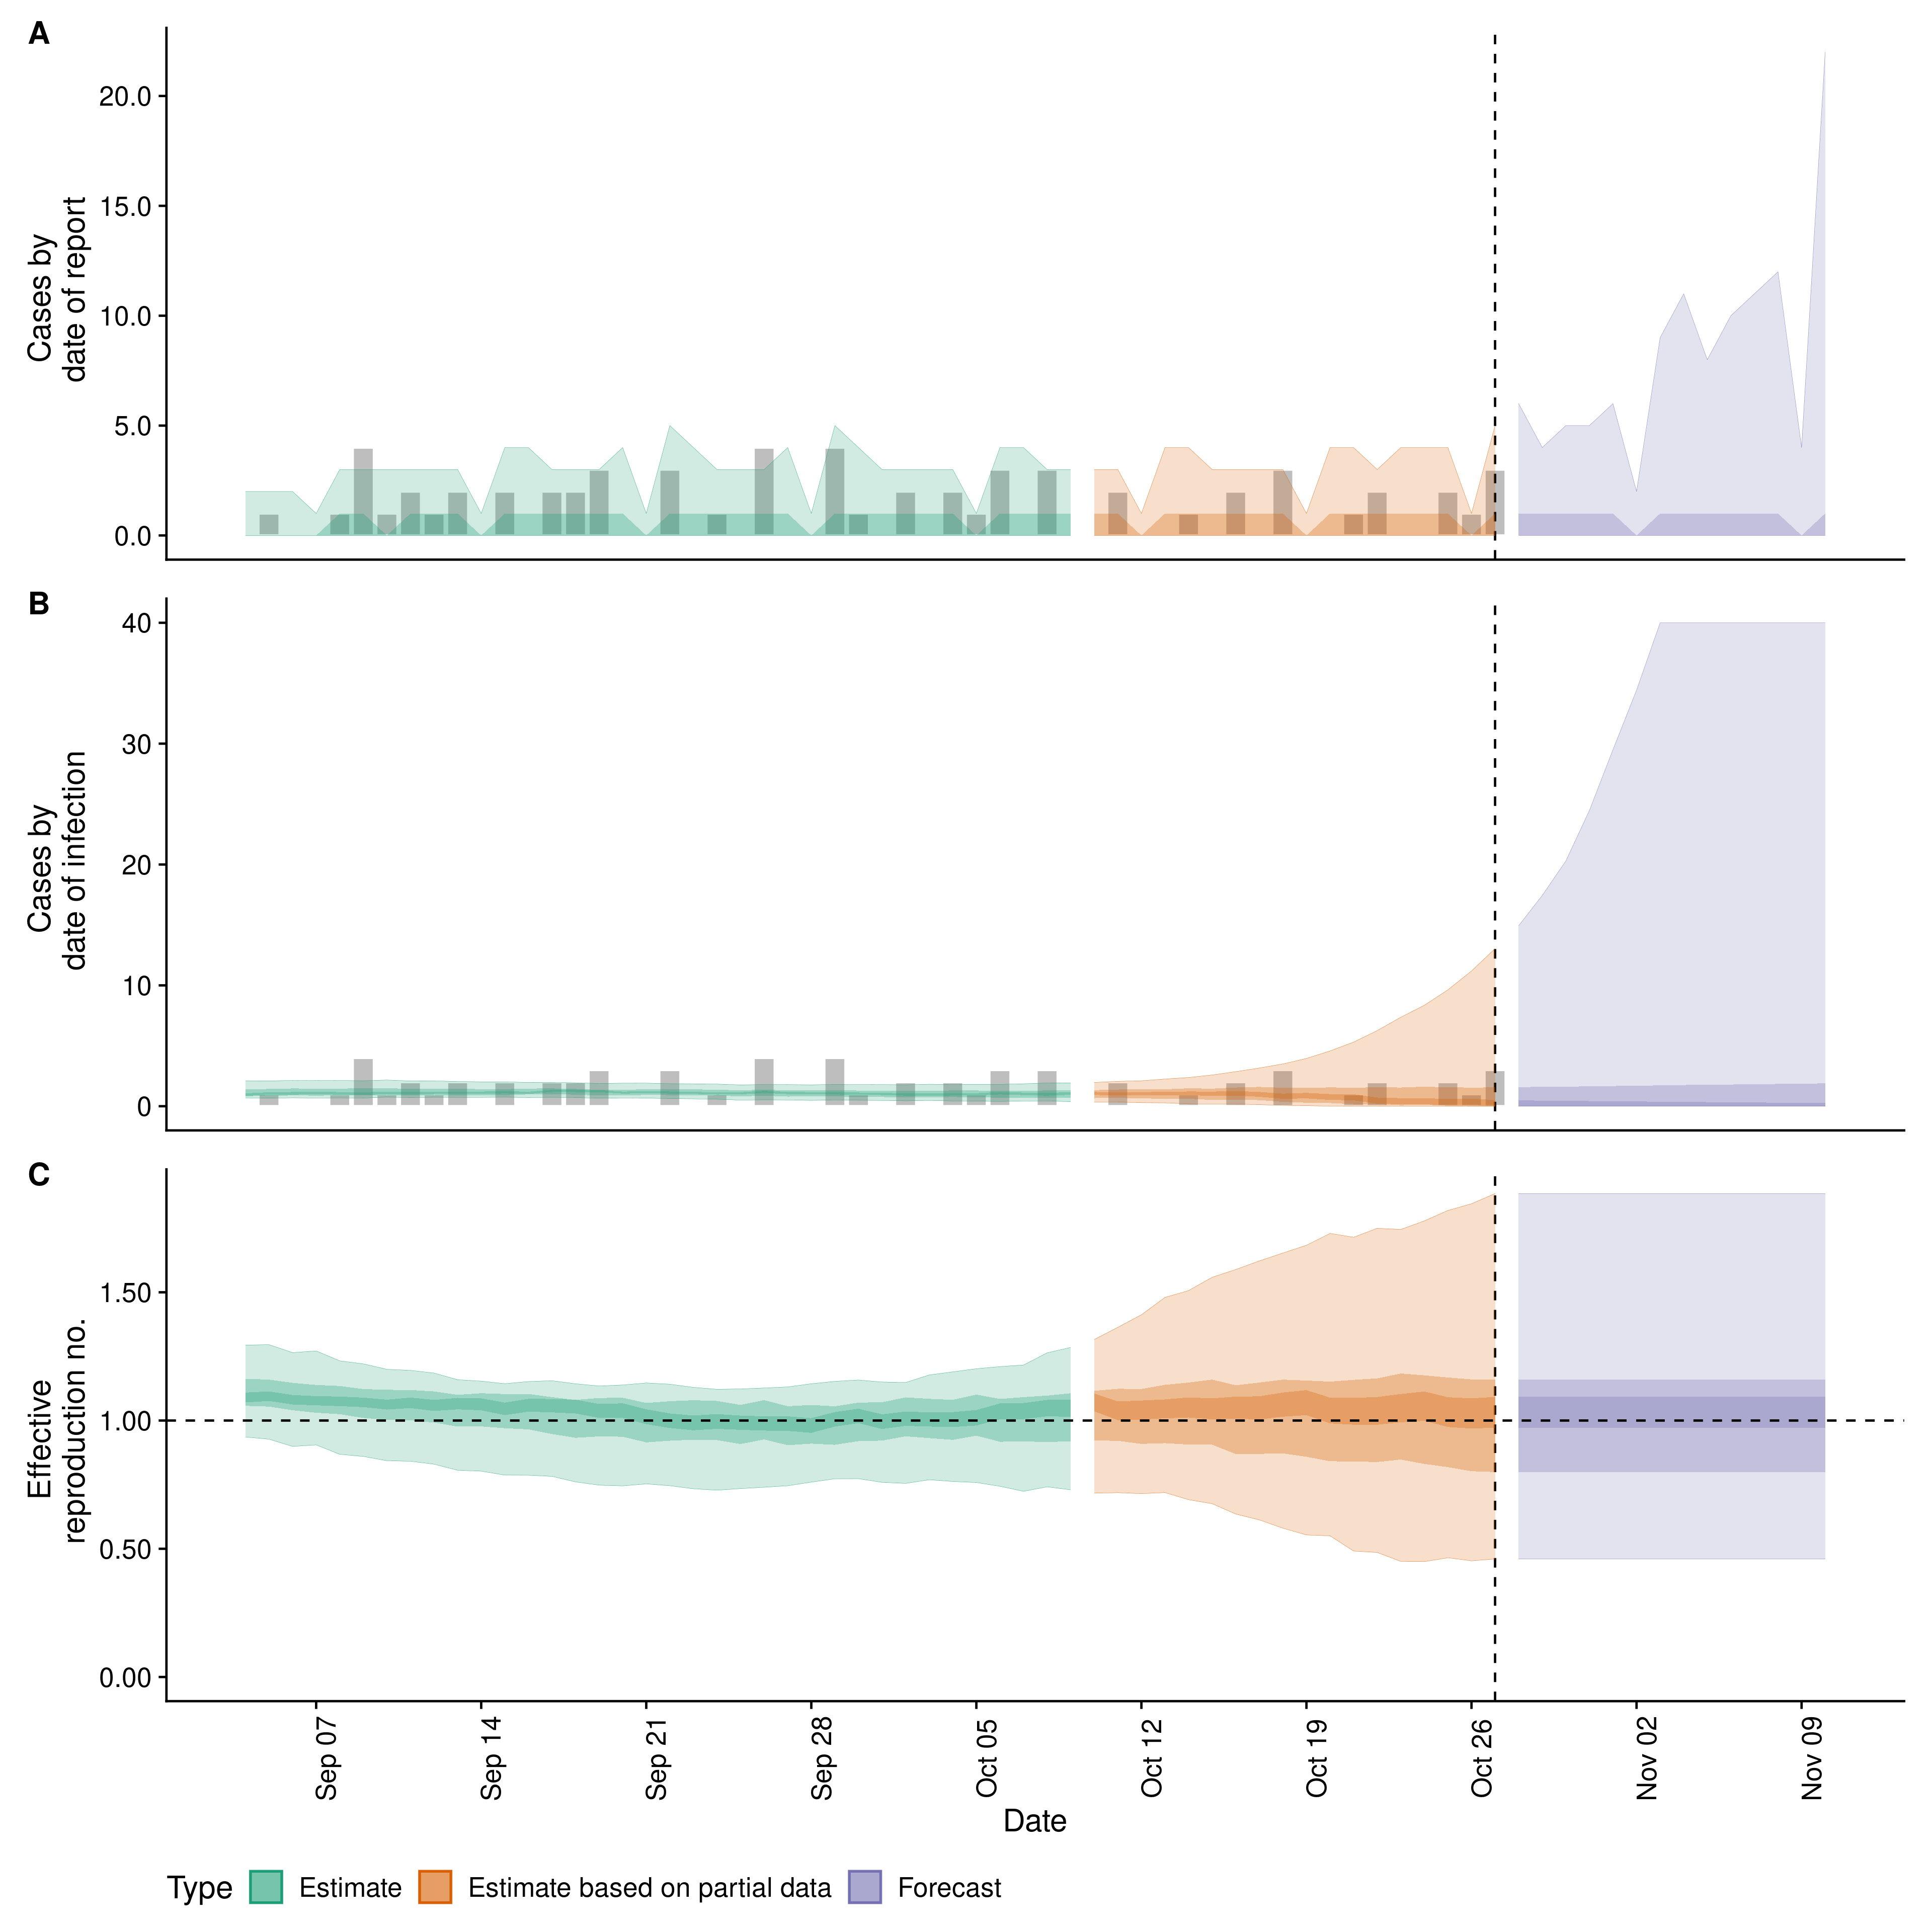 A
Cases by
date of report
20.0
15.0
10.0
5.0
0.0
B
Cases by
date of infection
40
30
20
10
0
C
Effective
reproduction no.
1.50
1.00
0.50
0.00
Sep 07
Sep 14
Sep 21
Sep 28
Oct 05
Oct 12
Oct 19
Oct 26
Nov 02
Nov 09
Date
Type Estimate Estimate based on partial data Forecast